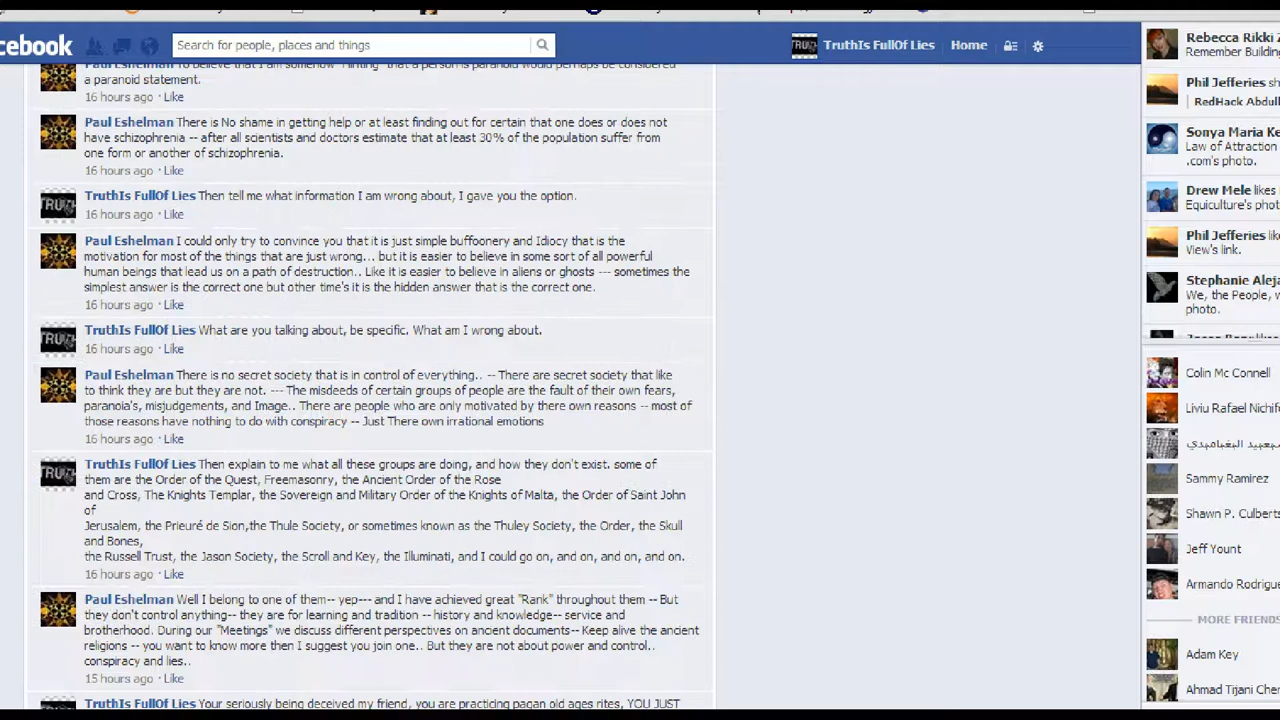 cebook
Search for people, places and things
TruthIs FullOf Lies
Home
a paranoid statement.
16 hours ago · Like
Paul Eshelman There is No shame in getting help or at least finding out for certain that one does or does not
have schizophrenia -- after all scientists and doctors estimate that at least 30% of the population suffer from
one form or another of schizophrenia.
16 hours ago · Like
TruthIs FullOf Lies Then tell me what information I am wrong about, I gave you the option.
16 hours ago · Like
Paul Eshelman I could only try to convince you that it is just simple buffoonery and Idiocy that is the
motivation for most of the things that are just wrong... but it is easier to believe in some sort of all powerful
human beings that lead us on a path of destruction.. Like it is easier to believe in aliens or ghosts --- sometimes the
simplest answer is the correct one but other time's it is the hidden answer that is the correct one.
16 hours ago · Like
TruthIs FullOf Lies What are you talking about, be specific. What am I wrong about.
16 hours ago · Like
Paul Eshelman There is no secret society that is in control of everything.. -- There are secret society that like
to think they are but they are not. --- The misdeeds of certain groups of people are the fault of their own fears,
paranoia's, misjudgements, and Image.. There are people who are only motivated by there own reasons -- most of
those reasons have nothing to do with conspiracy -- Just There own irrational emotions
16 hours ago · Like
TruthIs FullOf Lies Then explain to me what all these groups are doing, and how they don't exist. some of
them are the Order of the Quest, Freemasonry, the Ancient Order of the Rose
and Cross, The Knights Templar, the Sovereign and Military Order of the Knights of Malta, the Order of Saint John
of
Jerusalem, the Prieuré de Sion,the Thule Society, or sometimes known as the Thuley Society, the Order, the Skull
and Bones,
the Russell Trust, the Jason Society, the Scroll and Key, the Illuminati, and I could go on, and on, and on, and on.
16 hours ago · Like
Paul Eshelman Well I belong to one of them-- yep--- and I have achieved great "Rank" throughout them -- But
they don't control anything-- they are for learning and tradition -- history and knowledge-- service and
brotherhood. During our "Meetings" we discuss different perspectives on ancient documents-- Keep alive the ancient
religions -- you want to know more then I suggest you join one.. But they are not about power and control..
conspiracy and lies..
15 hours ago · Like
TruthIs FullOf Lies Your seriously being deceived my friend, you are practicing pagan old ages rites, YOU JUST
Rebecca Rikki
Remember Building
Phil Jefferies
RedHack Abdull
Sonya Maria Ke
Law of Attraction
.com's photo.
Drew Mele likes
Equiculture's phot
Phil Jefferies like
View's link.
Stephanie Aleja
We, the People, w
photo.
Colin Mc Connell
Liviu Rafael Nichifo
Sammy Ramirez
Shawn P. Culberts
Jeff Yount
Armando Rodrigue
MORE FRIENDS
Adam Key
Ahmad Tijani Cher